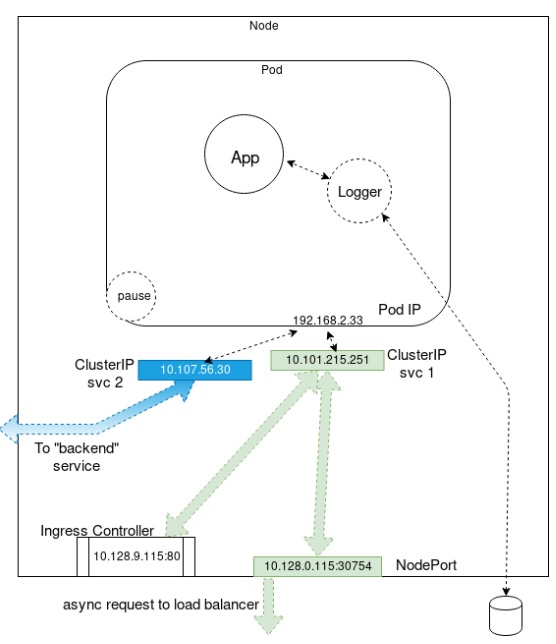 Node
Pod
App
Logger
pause
Pod IP
192.168.2.33
ClusterIP
svc 2
10.107.56.30
10.101.215.251
ClusterIP
svc 1
To "backend"
service
Ingress Controller
10.128.9.115:80
10.128.0.115:30754
NodePort
async request to load balancer